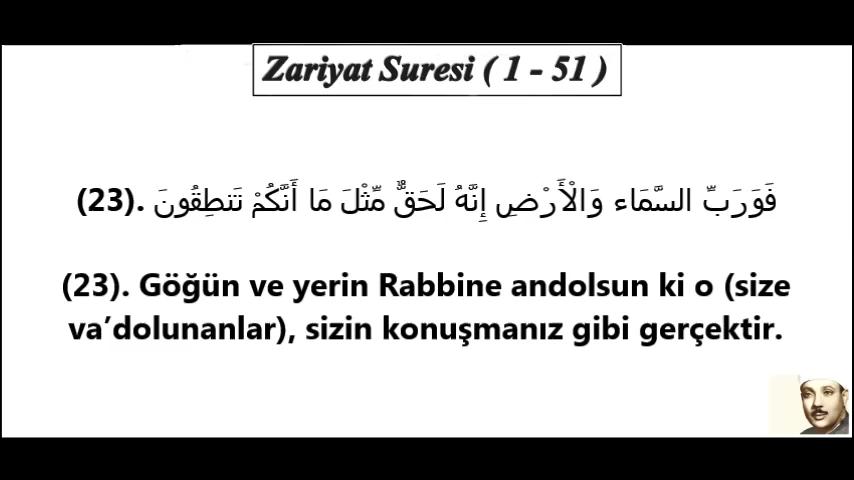 Zariyat Suresi ( 1 - 51 )
(23). فَوَرَبِّ السَّمَاء وَالْأَرْضِ إِنَّهُ لَحَقٌّ مِّثْلَ مَا أَنَّكُمْ تَنطِقُونَ
(23). Göğün ve yerin Rabbine andolsun ki o (size
va’dolunanlar), sizin konuşmanız gibi gerçektir.